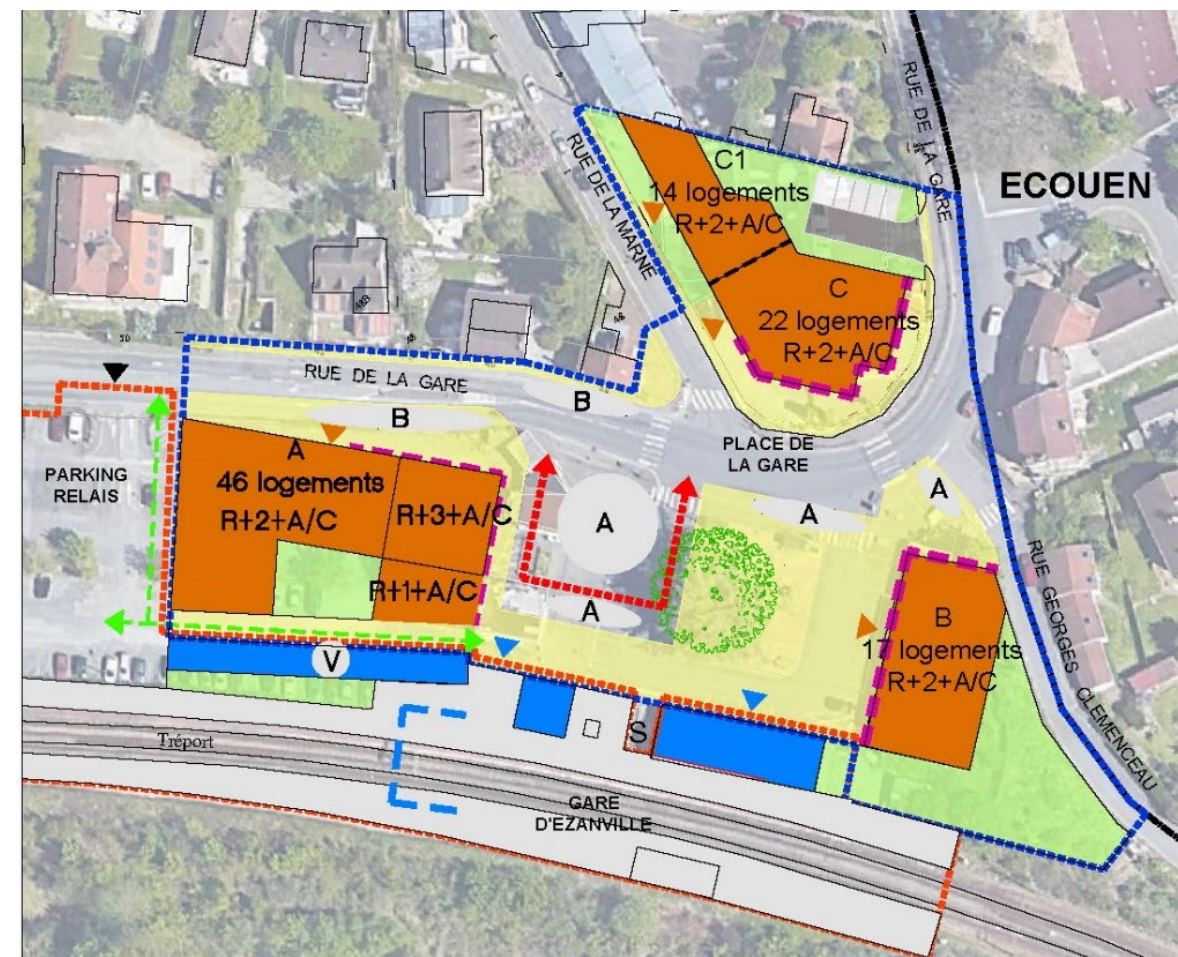 ECOUEN
RUE DE LA GARE
C1
14 logements
R+2+A/C
RUE DE LA MARNE
C
22 logements
R+2+A/C
48B
48
RUE DE LA GARE
B
B
PLACE DE
LA GARE
PARKING
RELAIS
A
46 logements
R+2+A/C
R+3+A/C
R+1+A/C
A
A
A
A
B
17 logements
R+2+A/C
RUE GEORGES CLEMENCEAU
V
S
Tréport
GARE
D'EZANVILLE